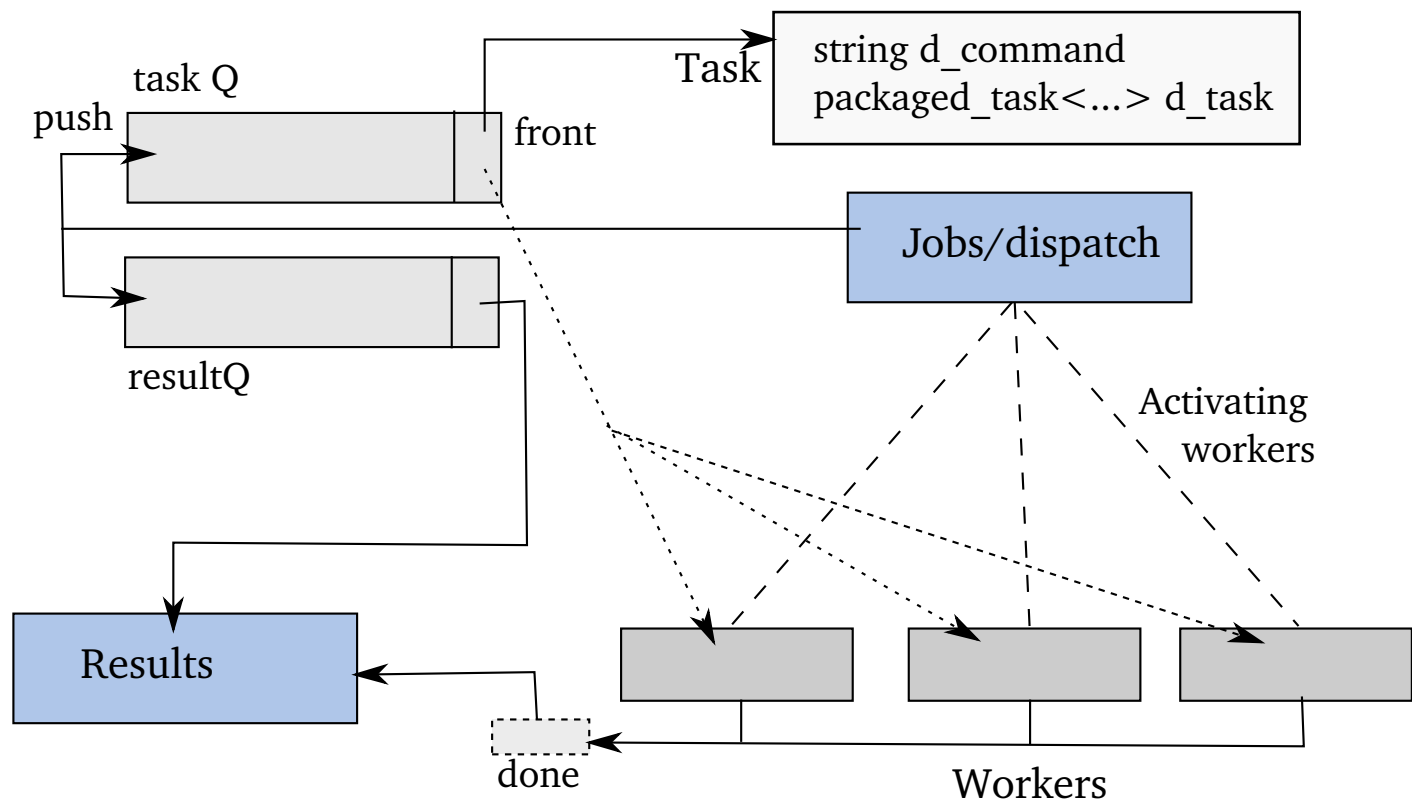 task Q
push
front
Task
string d_command
packaged_task<...> d_task
Jobs/dispatch
resultQ
Activating
workers
Results
done
Workers